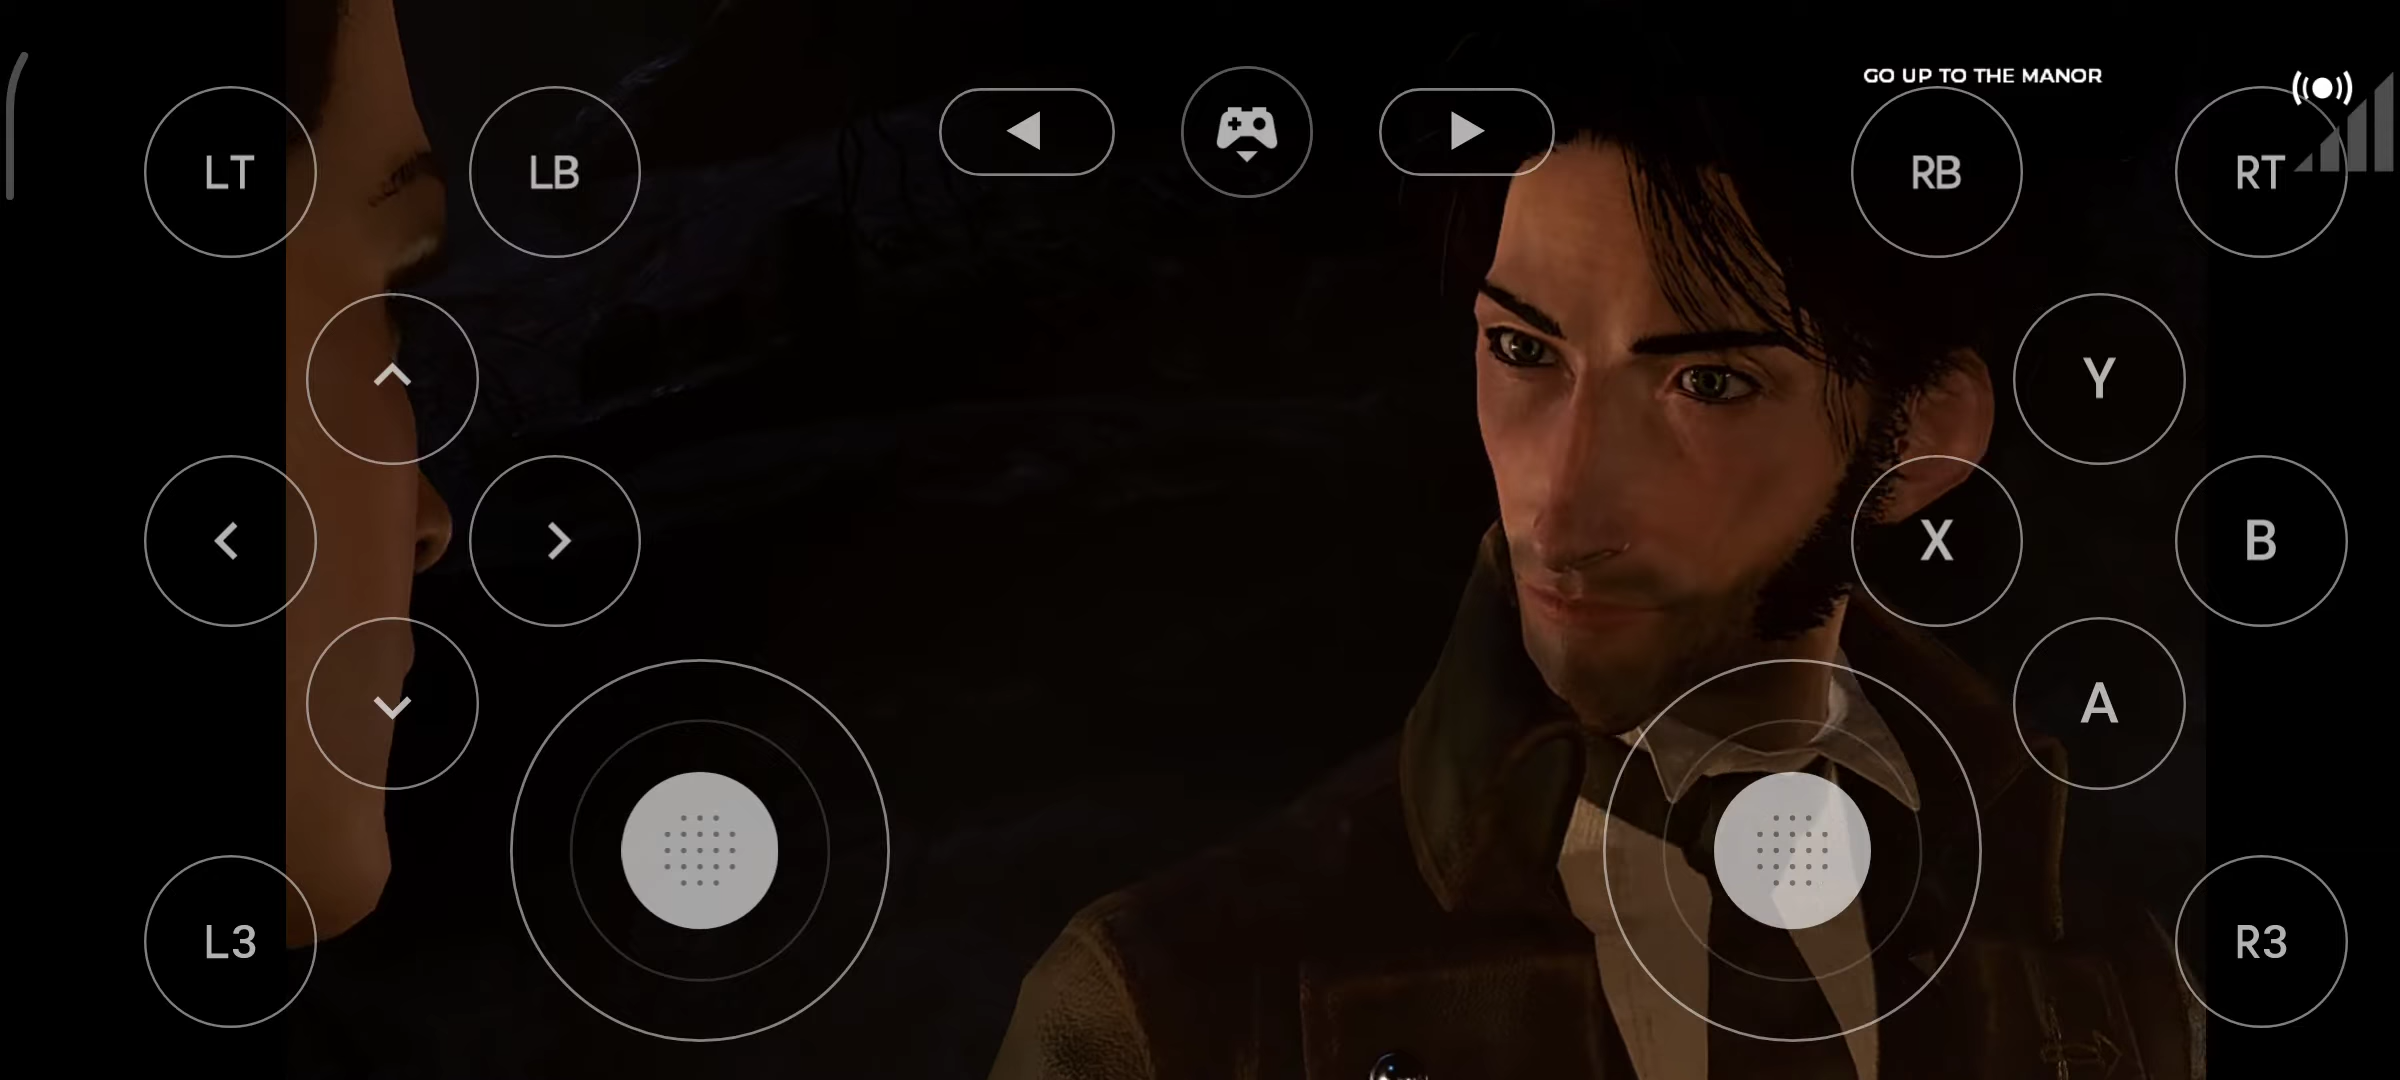 GO UP TO THE MANOR
LT
LB
RB
RT
Y
X
B
A
L3
R3